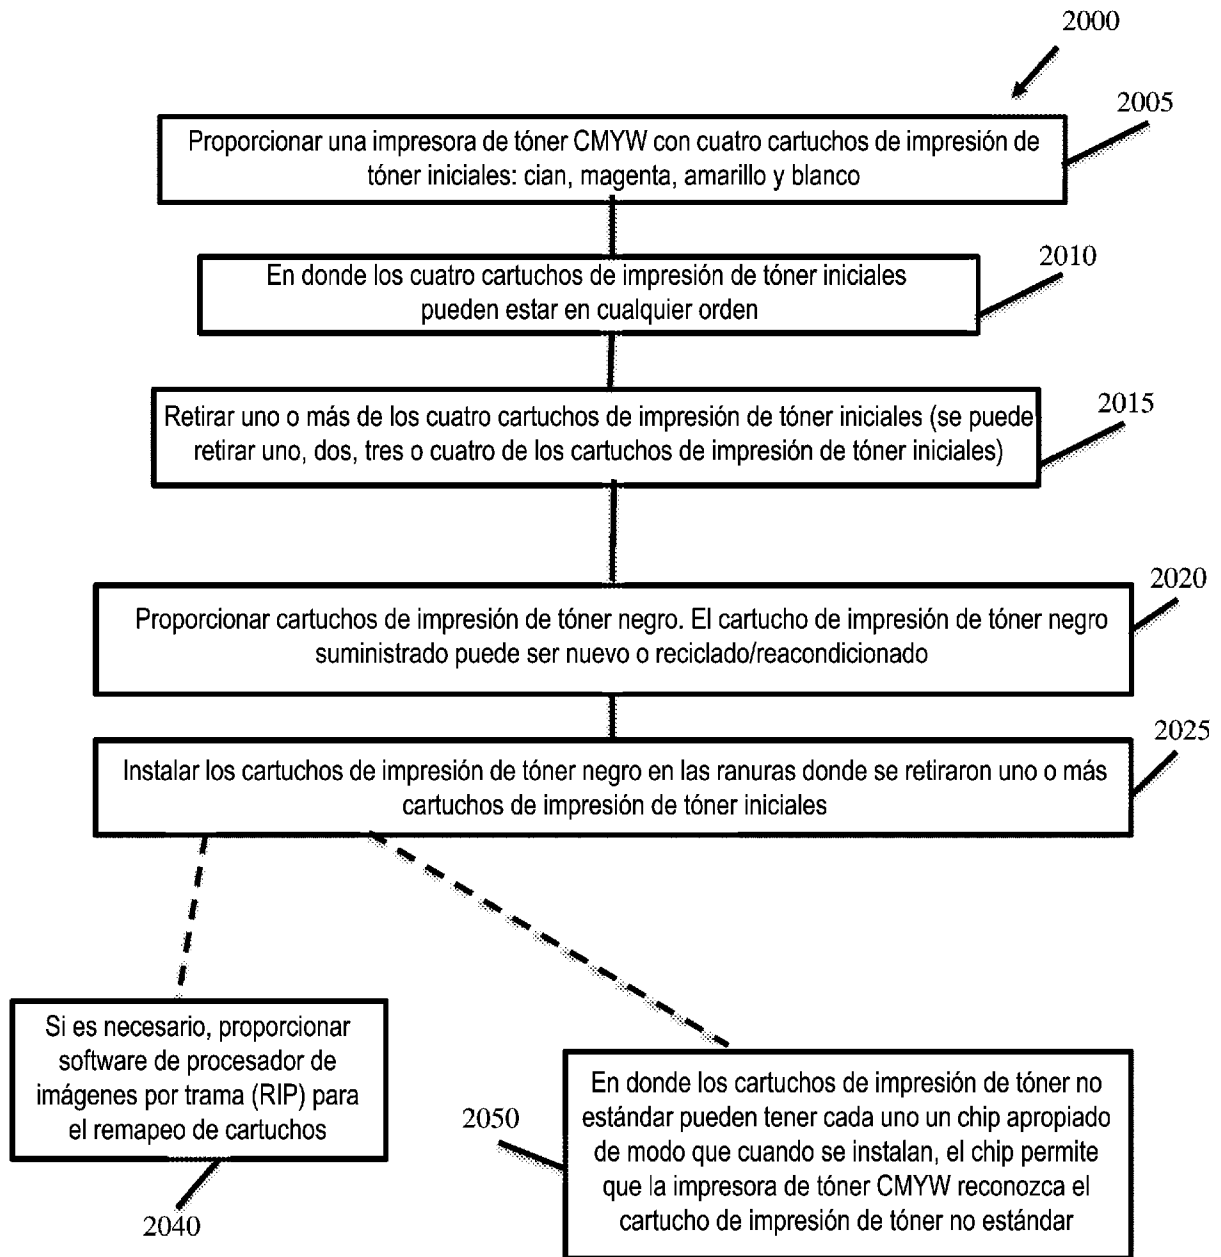 2000
2005
Proporcionar una impresora de tóner CMYW con cuatro cartuchos de impresión de
tóner iniciales: cian, magenta, amarillo y blanco
2010
En donde los cuatro cartuchos de impresión de tóner iniciales
pueden estar en cualquier orden
2015
Retirar uno o más de los cuatro cartuchos de impresión de tóner iniciales (se puede
retirar uno, dos, tres o cuatro de los cartuchos de impresión de tóner iniciales)
2020
Proporcionar cartuchos de impresión de tóner negro. El cartucho de impresión de tóner negro
suministrado puede ser nuevo o reciclado/reacondicionado
2025
Instalar los cartuchos de impresión de tóner negro en las ranuras donde se retiraron uno o más
cartuchos de impresión de tóner iniciales
Si es necesario, proporcionar
software de procesador de
imágenes por trama (RIP) para
el remapeo de cartuchos
2040
2050
En donde los cartuchos de impresión de tóner no
estándar pueden tener cada uno un chip apropiado
de modo que cuando se instalan, el chip permite
que la impresora de tóner CMYW reconozca el
cartucho de impresión de tóner no estándar